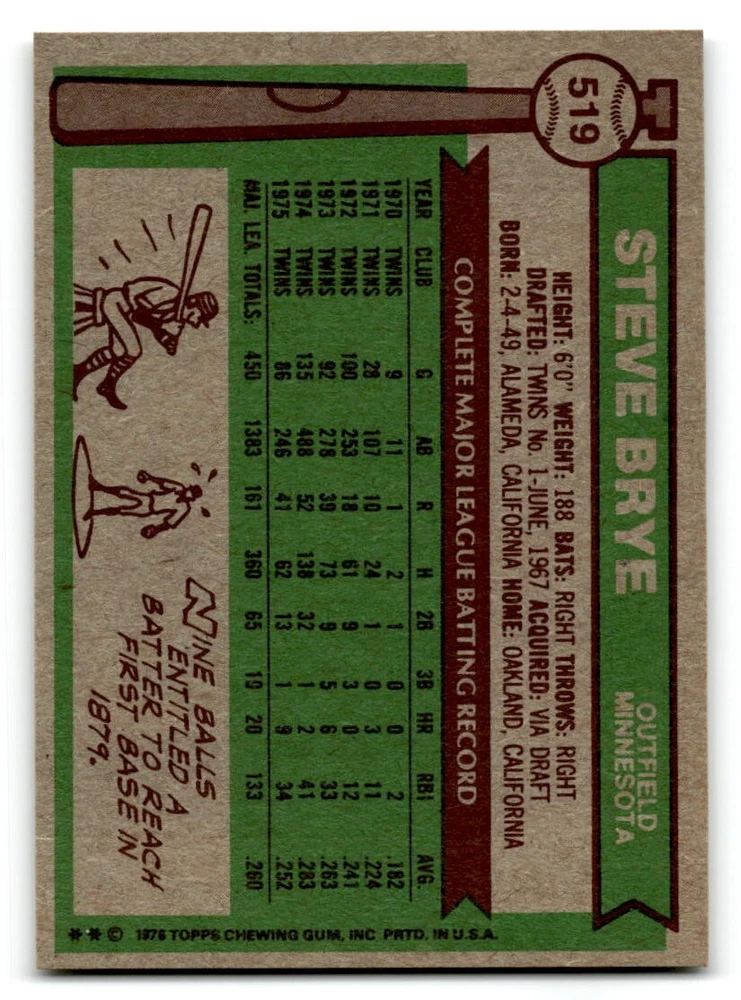 519
STEVE BRYE
OUTFIELD
MINNESOTA
HEIGHT: 6'0" WEIGHT: 188 BATS: RIGHT THROWS: RIGHT
DRAFTED: TWINS No. 1-JUNE, 1967 ACQUIRED: VIA DRAFT
BORN: 2-4-49, ALAMEDA, CALIFORNIA HOME: OAKLAND, CALIFORNIA
COMPLETE MAJOR LEAGUE BATTING RECORD
YEAR CLUB G AB R H 2B 3B HR RBI AVG.
1970 TWINS 9 11 1 2 1 0 0 2 .182
1971 TWINS 28 107 10 24 1 0 3 11 .224
1972 TWINS 100 253 18 61 9 3 0 12 .241
1973 TWINS 92 278 39 73 9 5 6 33 .263
1974 TWINS 135 488 52 138 32 1 2 41 .283
1975 TWINS 86 246 41 62 13 1 9 34 .252
MAJ. LEA. TOTALS: 450 1383 161 360 65 10 20 133 .260
NINE BALLS
ENTITLED A
BATTER TO REACH
FIRST BASE IN
1879.
** © 1976 TOPPS CHEWING GUM, INC. PRTD. IN U.S.A.